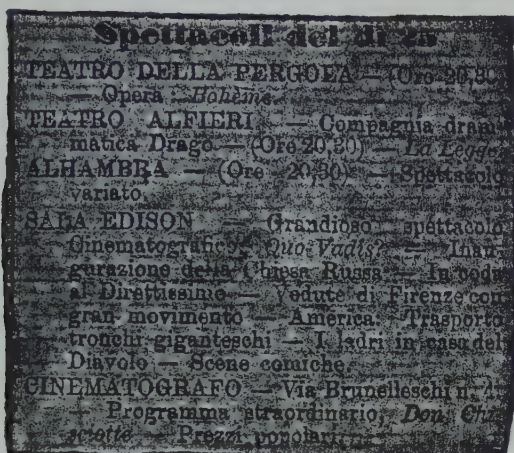 Spettacoli del dì 25
TEATRO DELLA PERGOLA — (Ore 20,30)
— Opera Bohème.
TEATRO ALFIERI — Compagnia dram-
matica Drago — (Ore 20,30) — La Legge.
ALHAMBRA — (Ore 20,30) — Spettacolo
variato.
SALA EDISON — Grandioso spettacolo
Cinematografico, Quo Vadis? — Inau-
gurazione della Chiesa Russa — In coda
al Direttissimo — Vedute di Firenze con
gran movimento — America. Trasporto
tronchi giganteschi — I ladri in casa del
Diavolo — Scene comiche.
CINEMATOGRAFO — Via Brunelleschi n.
— Programma straordinario, Don Chi-
sciotte — Prezzi popolari.